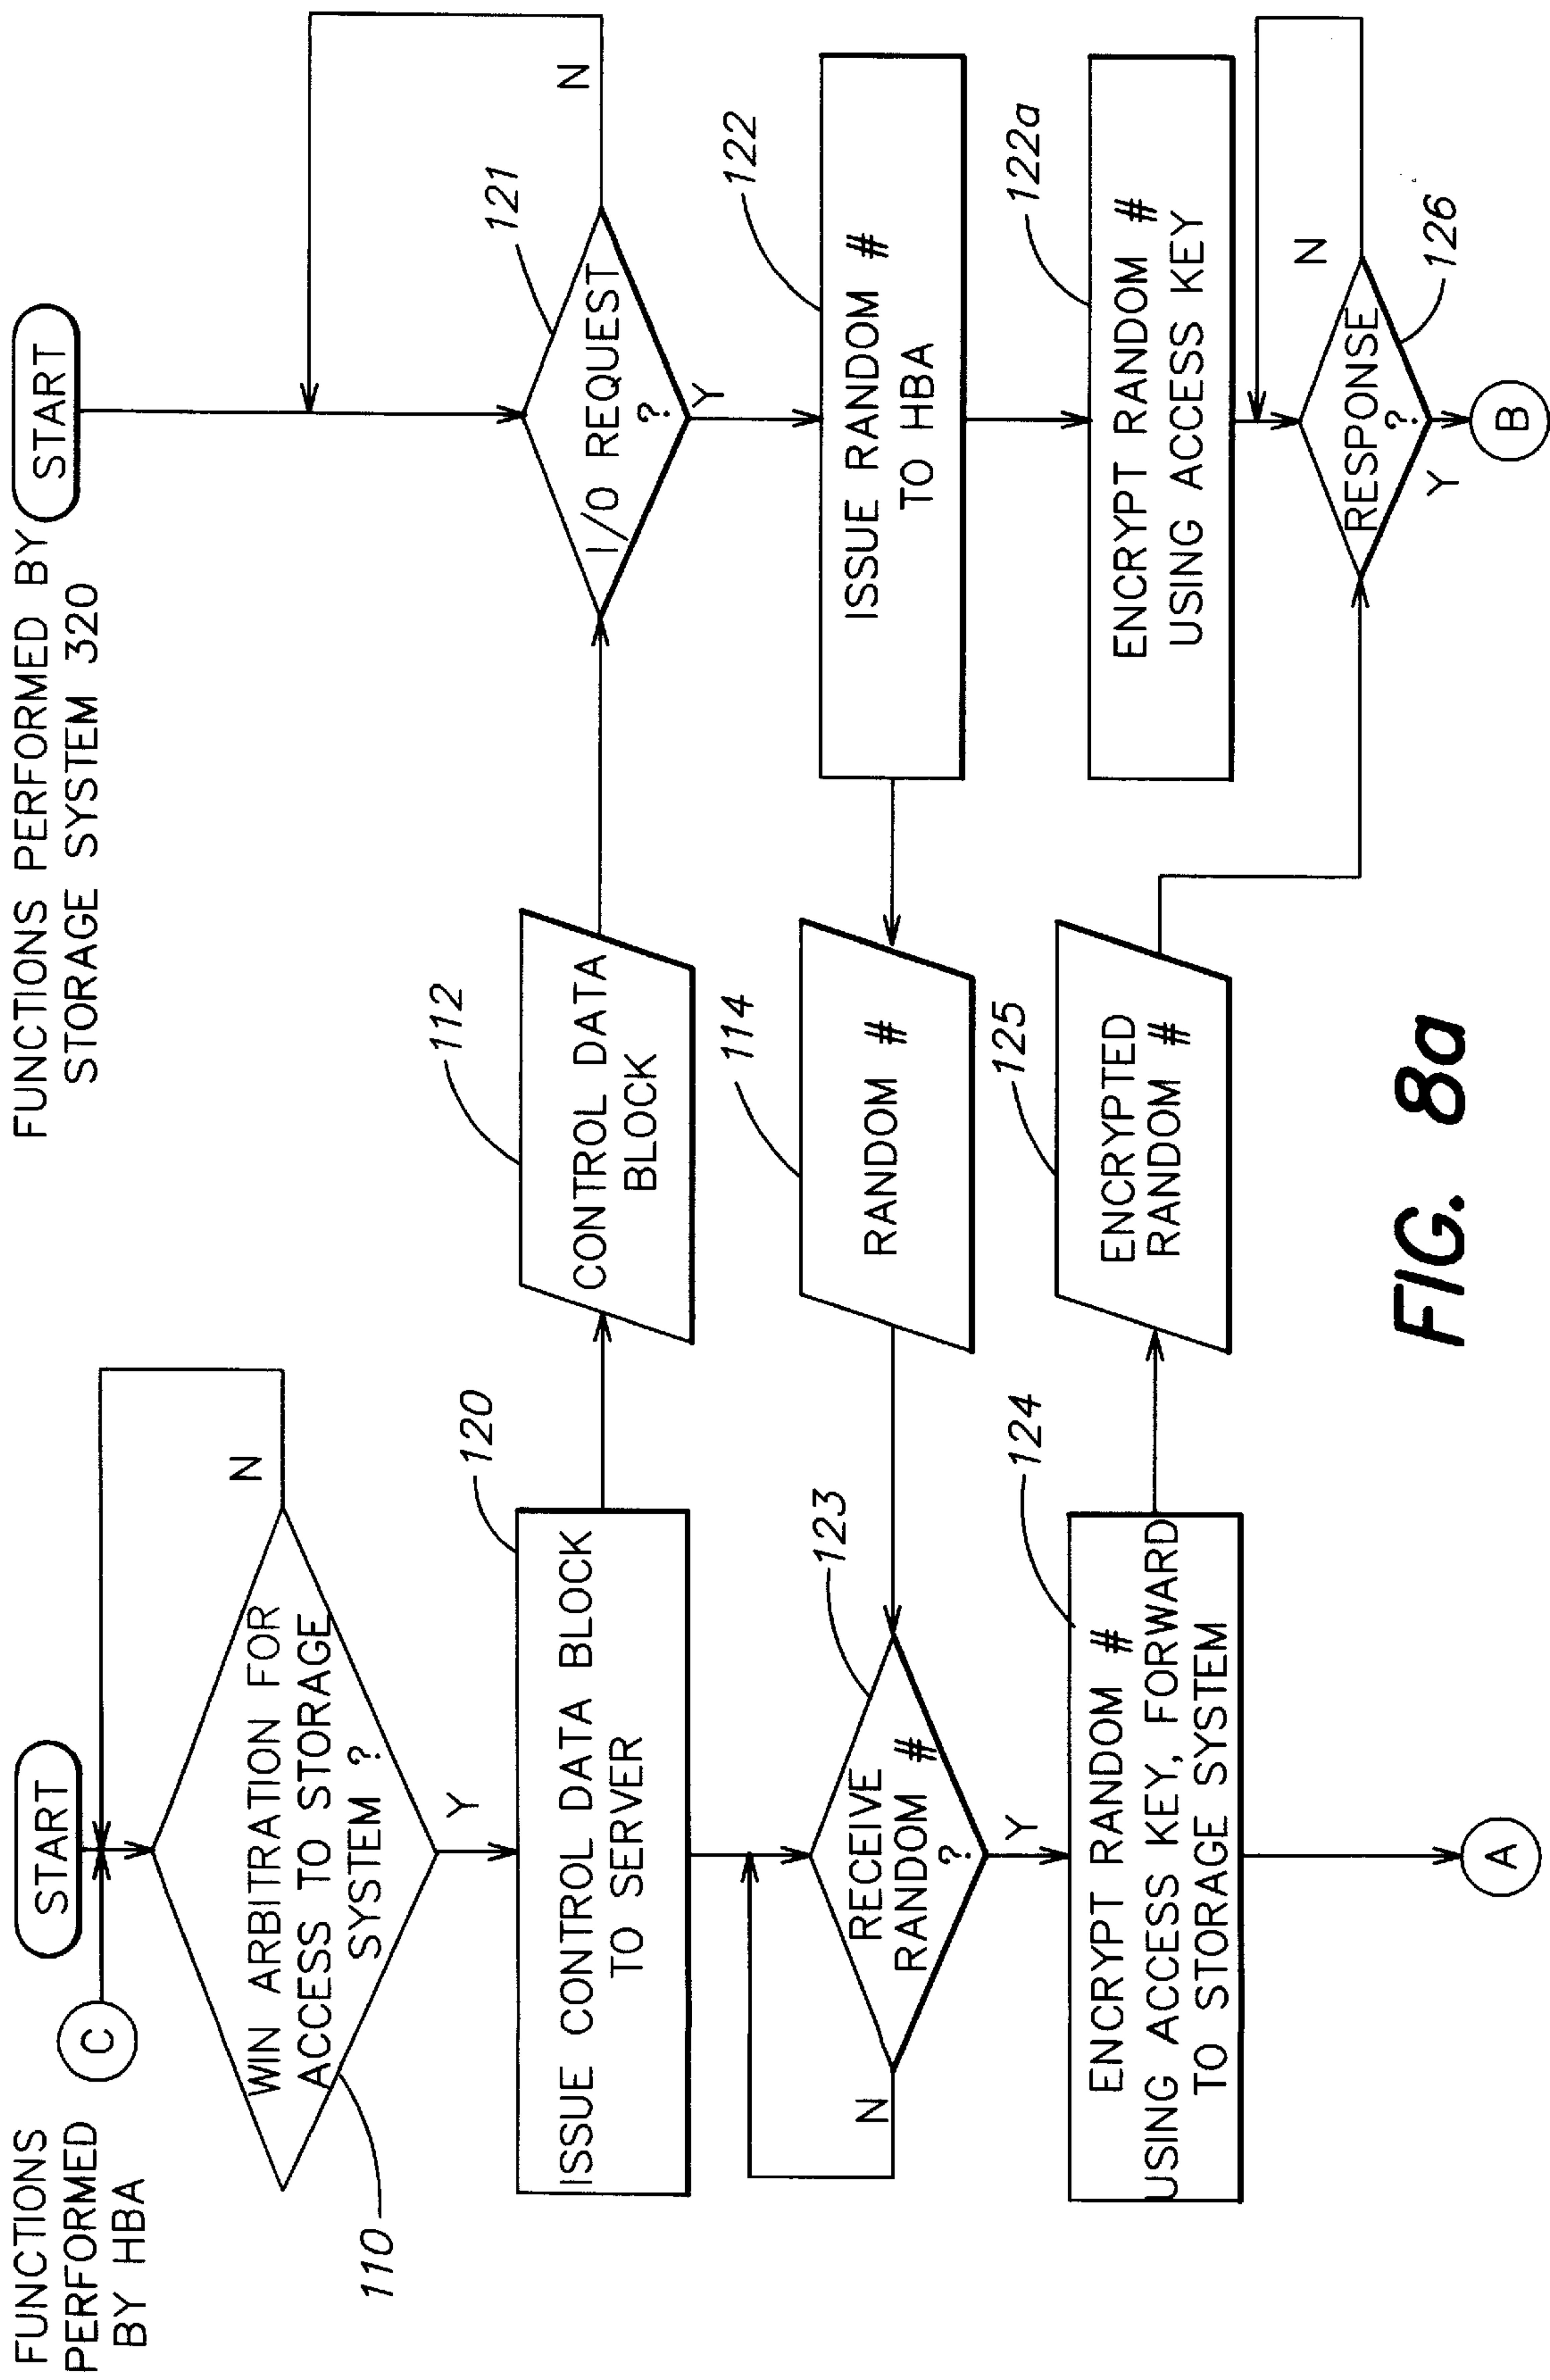 FUNCTIONS
PERFORMED
BY HBA
C
START
WIN ARBITRATION FOR
ACCESS TO STORAGE
SYSTEM ?
110
N
Y
ISSUE CONTROL DATA BLOCK
TO SERVER
120
RECEIVE
RANDOM #
?
123
N
Y
ENCRYPT RANDOM #
USING ACCESS KEY, FORWARD
TO STORAGE SYSTEM
124
A
CONTROL DATA
BLOCK
112
RANDOM #
114
ENCRYPTED
RANDOM #
125
FUNCTIONS PERFORMED BY
STORAGE SYSTEM 320
START
I/O REQUEST
?
121
N
Y
ISSUE RANDOM #
TO HBA
122
ENCRYPT RANDOM #
USING ACCESS KEY
122a
RESPONSE
?
126
N
Y
B
FIG. 8a